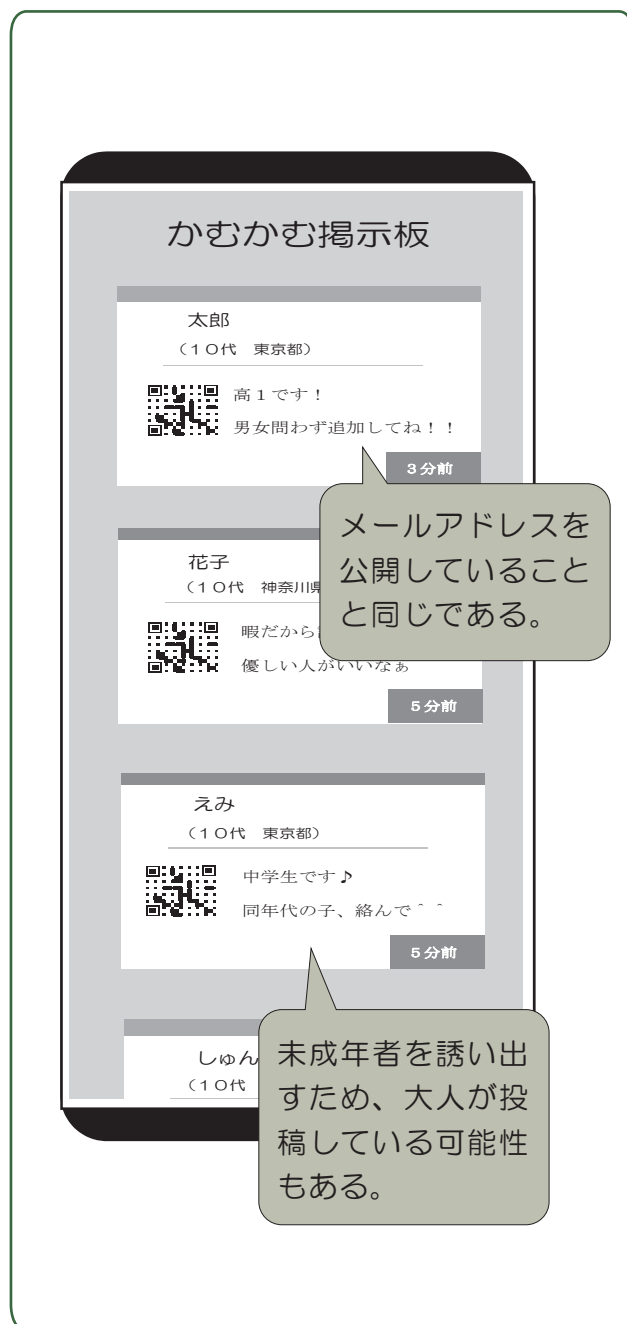 かむかむ掲示板
太郎
（１０代　東京都）
高１です！
男女問わず追加してね！！
３分前
メールアドレスを
公開していること
と同じである。
花子
（１０代　神奈川県
暇だから
優しい人がいいなぁ
５分前
えみ
（１０代　東京都）
中学生です♪
同年代の子、絡んで＾＾
５分前
しゅん
（１０代
未成年者を誘い出
すため、大人が投
稿している可能性
もある。